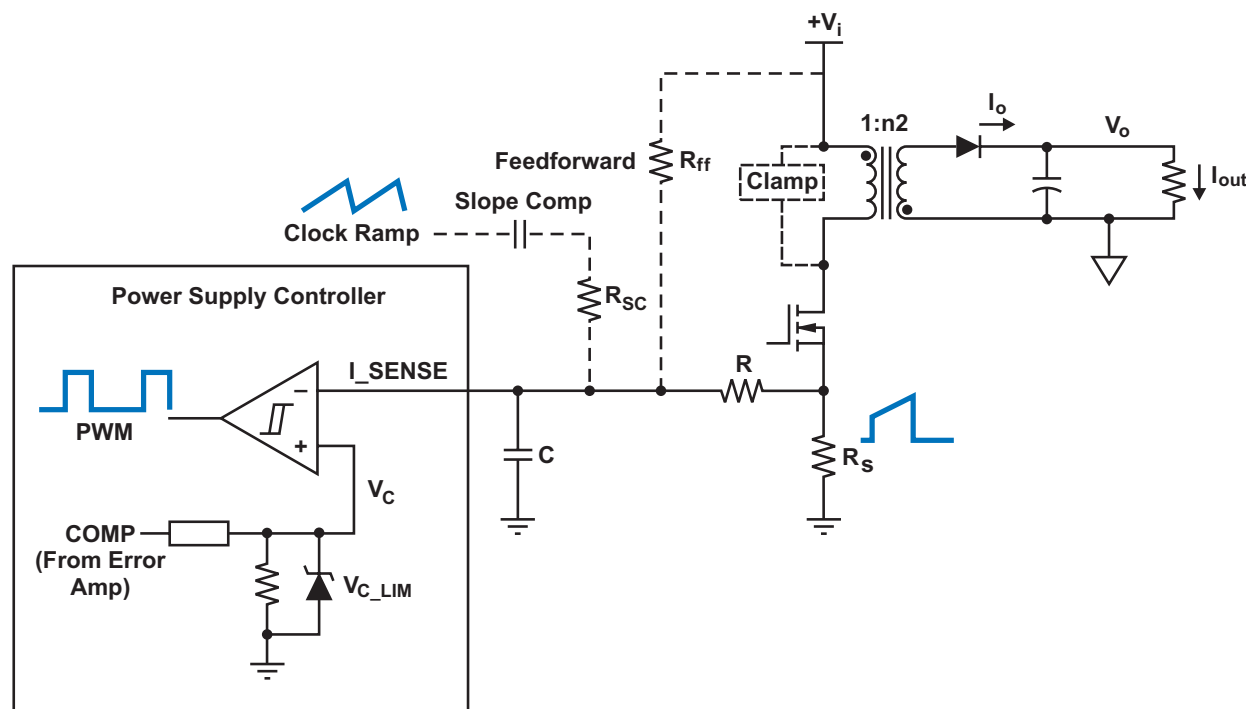 +Vi
1:n2
Io
Vo
Iout
Feedforward
Rff
Clamp
Slope Comp
Clock Ramp
RSC
Power Supply Controller
I_SENSE
R
−
+
PWM
C
Rs
VC
COMP
(From Error
Amp)
VC_LIM